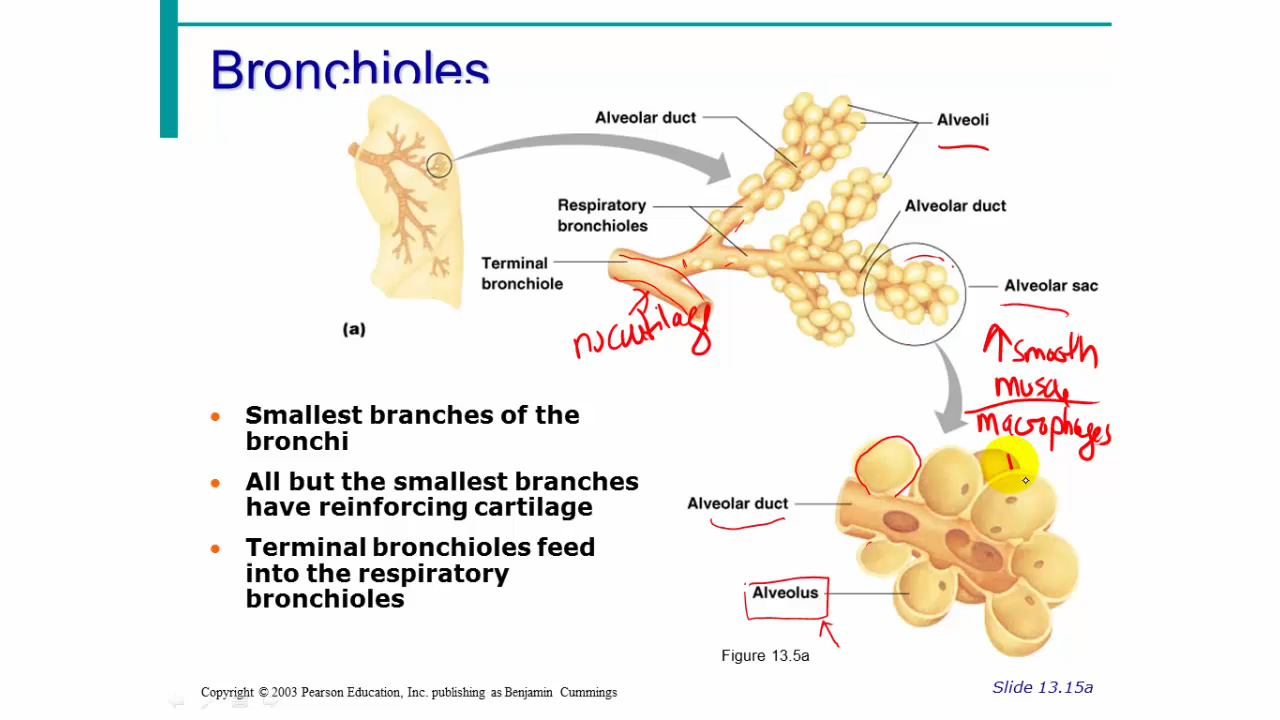 Bronchioles
Alveolar duct
Alveoli
Respiratory
bronchioles
Alveolar duct
Terminal
bronchiole
Alveolar sac
no cartilag
(a)
↑ smooth
muscle
macrophages
Smallest branches of the
bronchi
All but the smallest branches
have reinforcing cartilage
Terminal bronchioles feed
into the respiratory
bronchioles
Alveolar duct
Alveolus
Figure 13.5a
Copyright © 2003 Pearson Education, Inc. publishing as Benjamin Cummings
Slide 13.15a